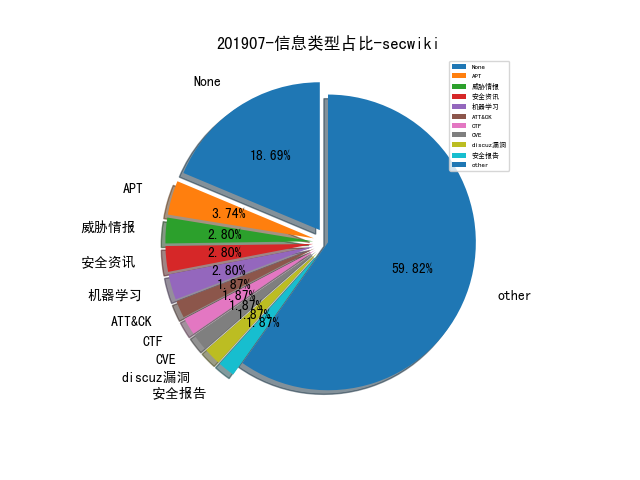 201907-信息类型占比-secwiki
None
APT
威胁情报
安全资讯
机器学习
ATT&CK
CTF
CVE
discuz漏洞
安全报告
other
None
18.69%
APT
3.74%
威胁情报
2.80%
安全资讯
2.80%
机器学习
2.80%
ATT&CK
1.87%
CTF
1.87%
CVE
1.87%
discuz漏洞
1.87%
安全报告
1.87%
other
59.82%